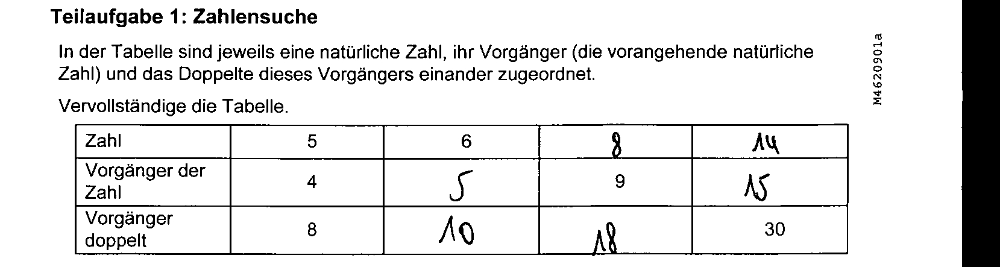 Teilaufgabe 1: Zahlensuche
In der Tabelle sind jeweils eine natürliche Zahl, ihr Vorgänger (die vorangehende natürliche
Zahl) und das Doppelte dieses Vorgängers einander zugeordnet.
Vervollständige die Tabelle.
Zahl 5 6 8 14
Vorgänger der
Zahl 4 5 9 15
Vorgänger
doppelt 8 10 18 30
M4620901a